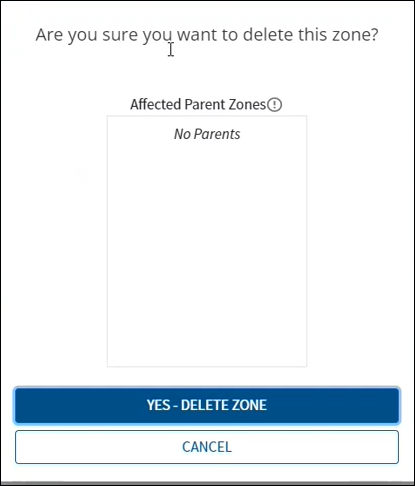 Are you sure you want to delete this zone?
Affected Parent Zones
No Parents
YES - DELETE ZONE
CANCEL